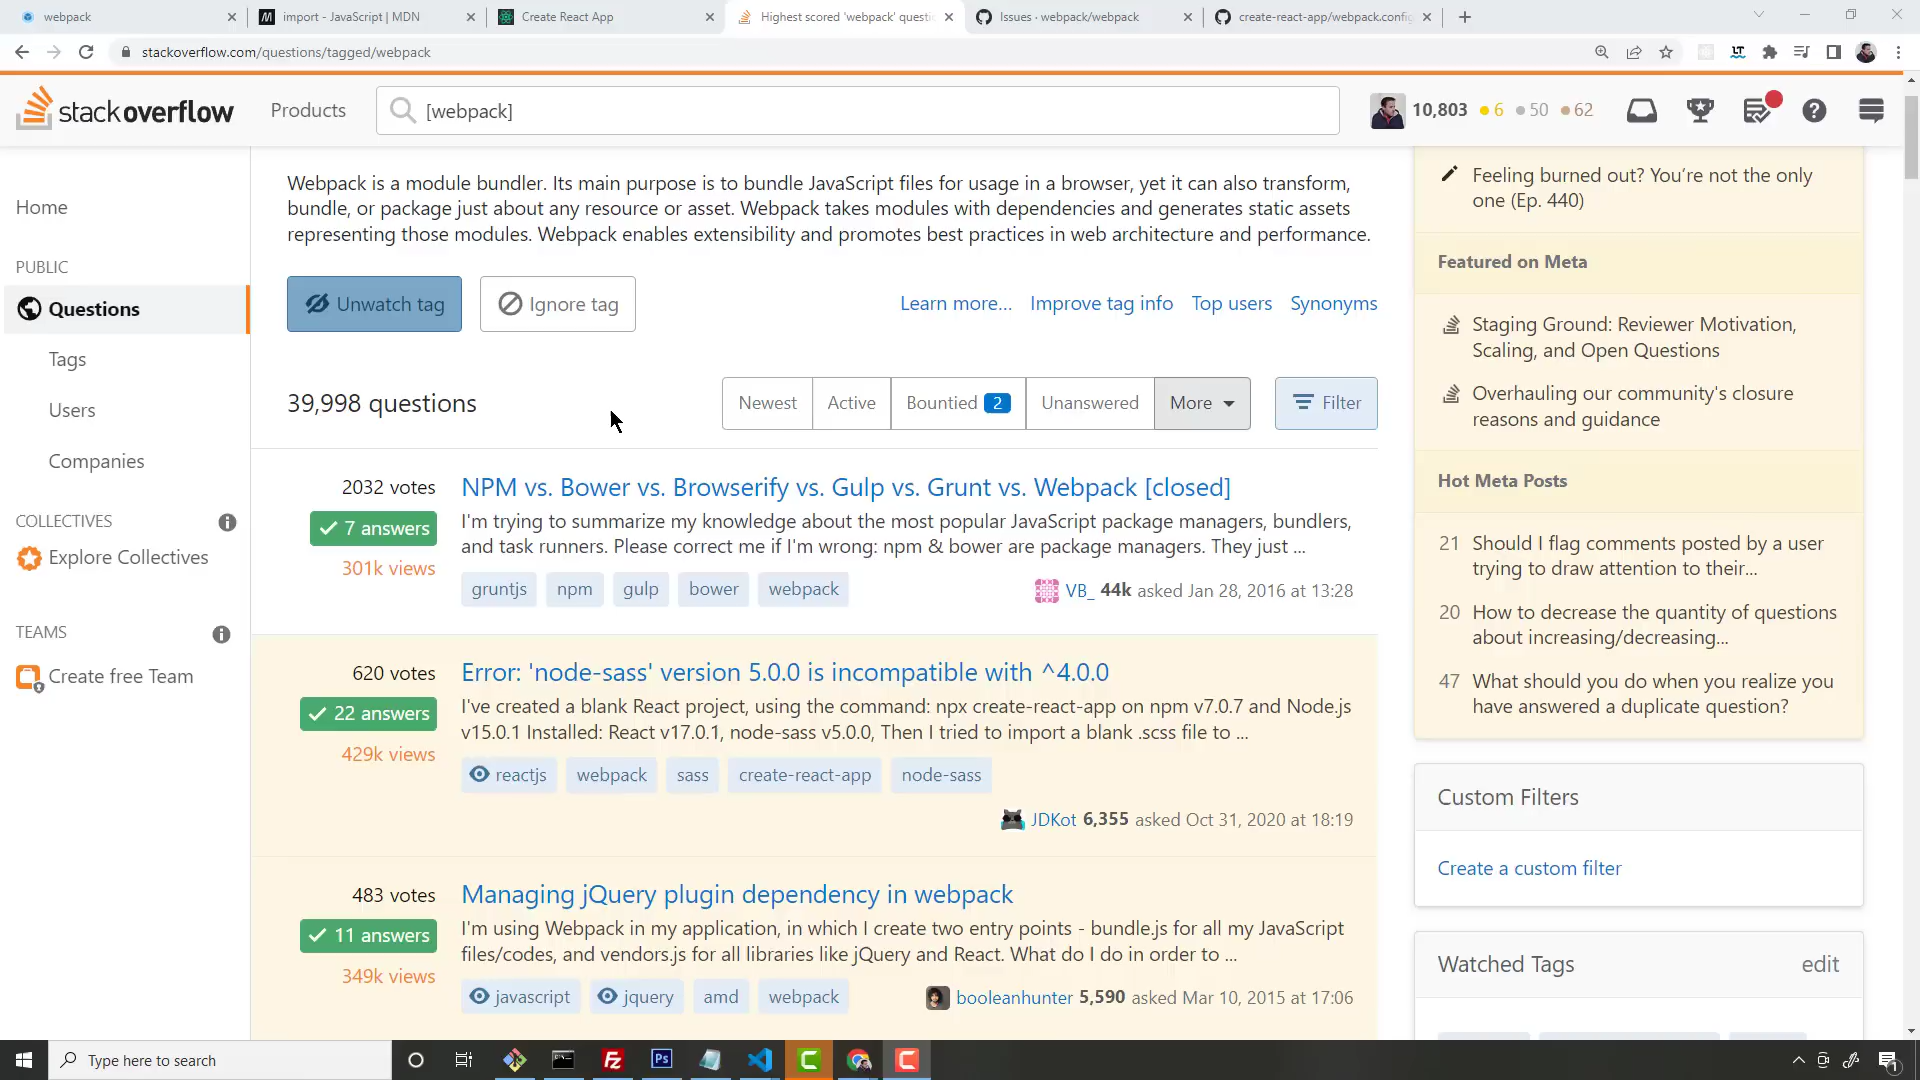 webpack
import - JavaScript | MDN
Create React App
Highest scored 'webpack' questi
Issues · webpack/webpack
create-react-app/webpack.config
stackoverflow.com/questions/tagged/webpack
stackoverflow
Products
[webpack]
10,803 6 50 62
Home
PUBLIC
Questions
Tags
Users
Companies
COLLECTIVES
Explore Collectives
TEAMS
Create free Team
Webpack is a module bundler. Its main purpose is to bundle JavaScript files for usage in a browser, yet it can also transform,
bundle, or package just about any resource or asset. Webpack takes modules with dependencies and generates static assets
representing those modules. Webpack enables extensibility and promotes best practices in web architecture and performance.
Unwatch tag
Ignore tag
Learn more...
Improve tag info
Top users
Synonyms
39,998 questions
Newest
Active
Bountied 2
Unanswered
More
Filter
2032 votes
7 answers
301k views
NPM vs. Bower vs. Browserify vs. Gulp vs. Grunt vs. Webpack [closed]
I'm trying to summarize my knowledge about the most popular JavaScript package managers, bundlers,
and task runners. Please correct me if I'm wrong: npm & bower are package managers. They just ...
gruntjs npm gulp bower webpack
VB_ 44k asked Jan 28, 2016 at 13:28
620 votes
22 answers
429k views
Error: 'node-sass' version 5.0.0 is incompatible with ^4.0.0
I've created a blank React project, using the command: npx create-react-app on npm v7.0.7 and Node.js
v15.0.1 Installed: React v17.0.1, node-sass v5.0.0, Then I tried to import a blank .scss file to ...
reactjs webpack sass create-react-app node-sass
JDKot 6,355 asked Oct 31, 2020 at 18:19
483 votes
11 answers
349k views
Managing jQuery plugin dependency in webpack
I'm using Webpack in my application, in which I create two entry points - bundle.js for all my JavaScript
files/codes, and vendors.js for all libraries like jQuery and React. What do I do in order to ...
javascript jquery amd webpack
booleanhunter 5,590 asked Mar 10, 2015 at 17:06
Feeling burned out? You're not the only
one (Ep. 440)
Featured on Meta
Staging Ground: Reviewer Motivation,
Scaling, and Open Questions
Overhauling our community's closure
reasons and guidance
Hot Meta Posts
21 Should I flag comments posted by a user
trying to draw attention to their...
20 How to decrease the quantity of questions
about increasing/decreasing...
47 What should you do when you realize you
have answered a duplicate question?
Custom Filters
Create a custom filter
Watched Tags
edit
Type here to search